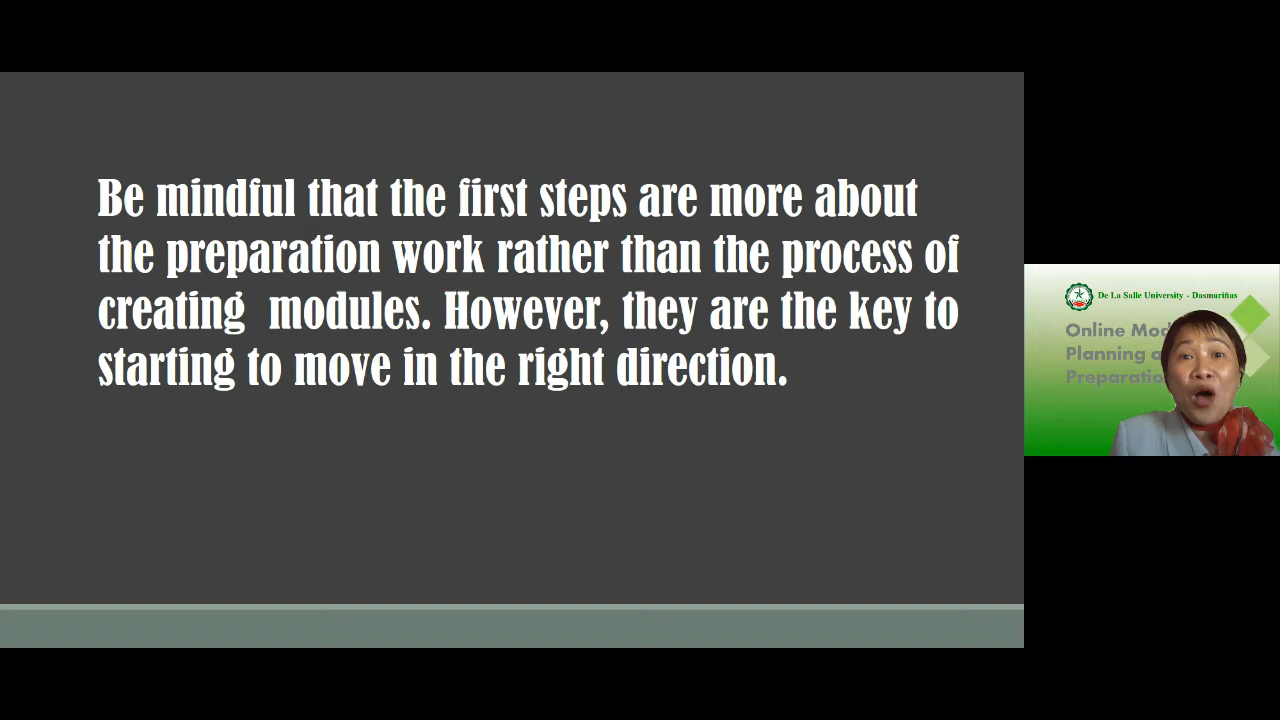 Be mindful that the first steps are more about
the preparation work rather than the process of
creating  modules. However, they are the key to
starting to move in the right direction.
De La Salle University - Dasmariñas
Online
Planning